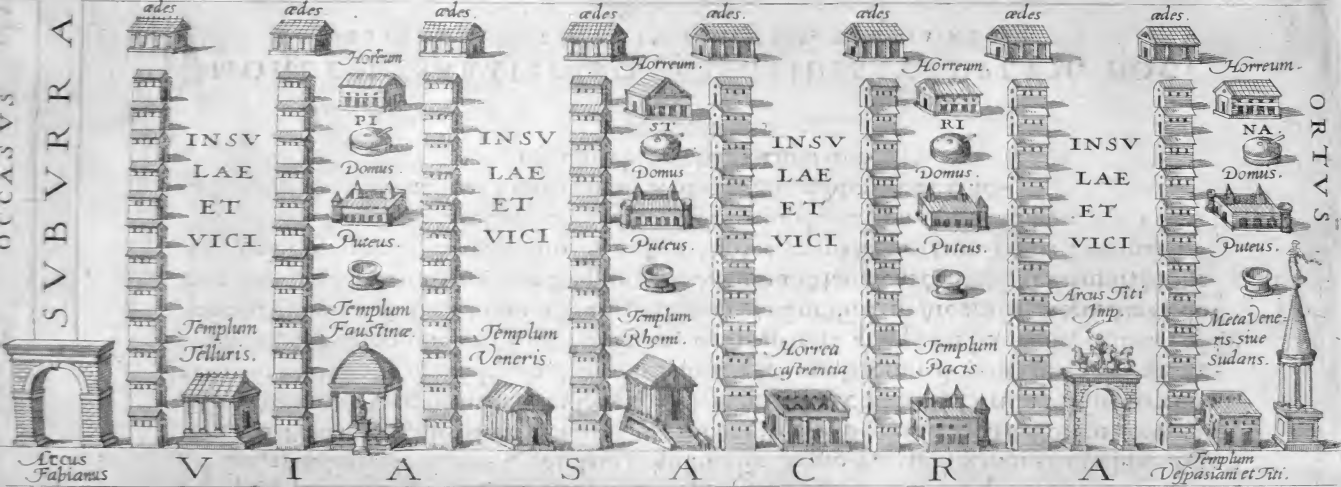 ædes
ædes
ædes.
ædes
ædes.
ædes
ædes
ædes.
OCCASVS
SVBVRRA
Horreum
Horreum.
Horreum
Horreum.
ORTVS
PI
ST
RI
NA
INSV
LAE
ET
VICI.
INSV
LAE
ET
VICI
INSV
LAE
ET
VICI
INSV
LAE
ET
VICI
Domus.
Domus
Domus.
Domus.
Puteus.
Puteus.
Puteus.
Puteus.
Templum
Telluris.
Templum
Faustinæ.
Templum
Veneris.
Templum
Rhomi.
Horrea
castrentia
Templum
Pacis.
Arcus Titi
Imp.
Meta Vene=
ris siue
Sudans.
Arcus
Fabianus
VIA SACRA
Templum
Vespasiani et Titi.